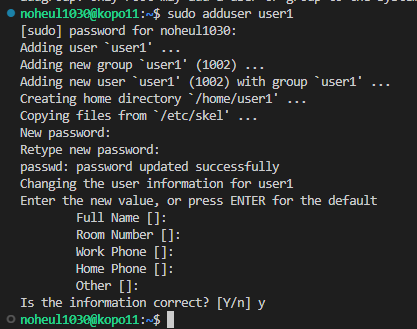 noheul1030@kopo11:~$ sudo adduser user1
[sudo] password for noheul1030:
Adding user `user1' ...
Adding new group `user1' (1002) ...
Adding new user `user1' (1002) with group `user1' ...
Creating home directory `/home/user1' ...
Copying files from `/etc/skel' ...
New password:
Retype new password:
passwd: password updated successfully
Changing the user information for user1
Enter the new value, or press ENTER for the default
        Full Name []:
        Room Number []:
        Work Phone []:
        Home Phone []:
        Other []:
Is the information correct? [Y/n] y
noheul1030@kopo11:~$